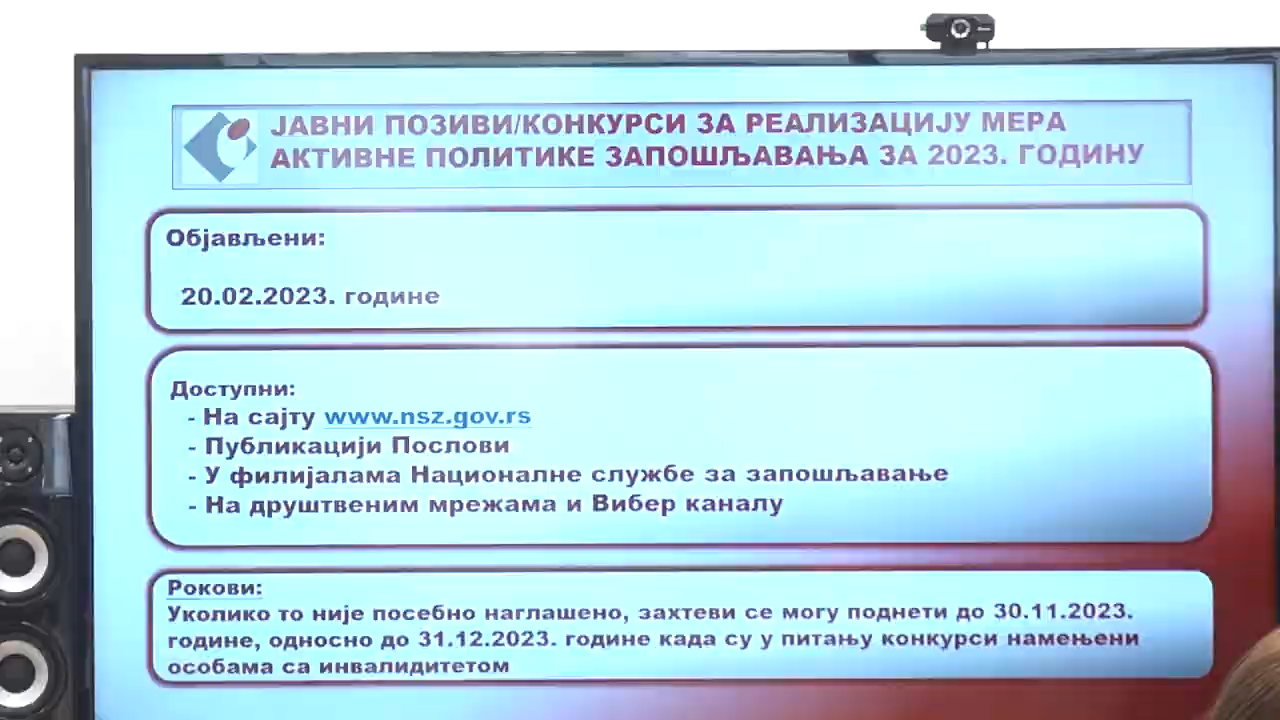 ЈАВНИ ПОЗИВИ/КОНКУРСИ ЗА РЕАЛИЗАЦИЈУ МЕРА
АКТИВНЕ ПОЛИТИКЕ ЗАПОШЉАВАЊА ЗА 2023. ГОДИНУ
Објављени:
20.02.2023. године
Доступни:
- На сајту www.nsz.gov.rs
- Публикацији Послови
- У филијалама Националне службе за запошљавање
- На друштвеним мрежама и Вибер каналу
Рокови:
Уколико то није посебно наглашено, захтеви се могу поднети до 30.11.2023.
године, односно до 31.12.2023. године када су у питању конкурси намењени
особама са инвалидитетом